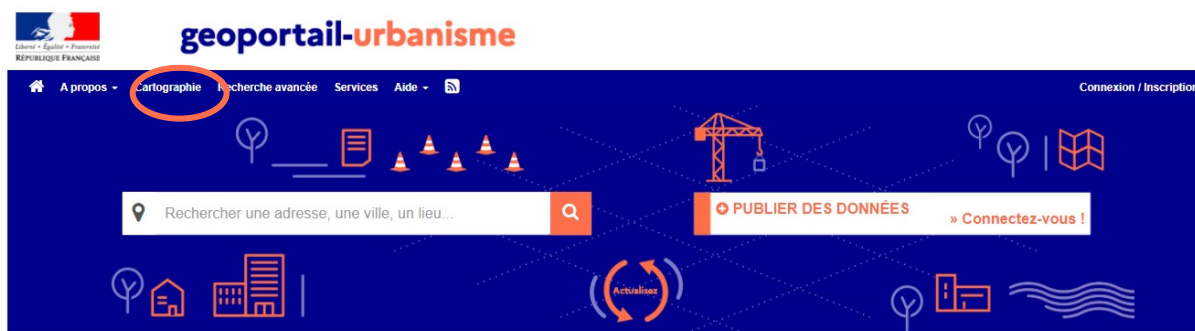 geoportail-urbanisme
Liberté • Égalité • Fraternité
RÉPUBLIQUE FRANÇAISE
A propos Cartographie Recherche avancée Services Aide Connexion / Inscription
Rechercher une adresse, une ville, un lieu...
PUBLIER DES DONNÉES
» Connectez-vous !
Actualisez